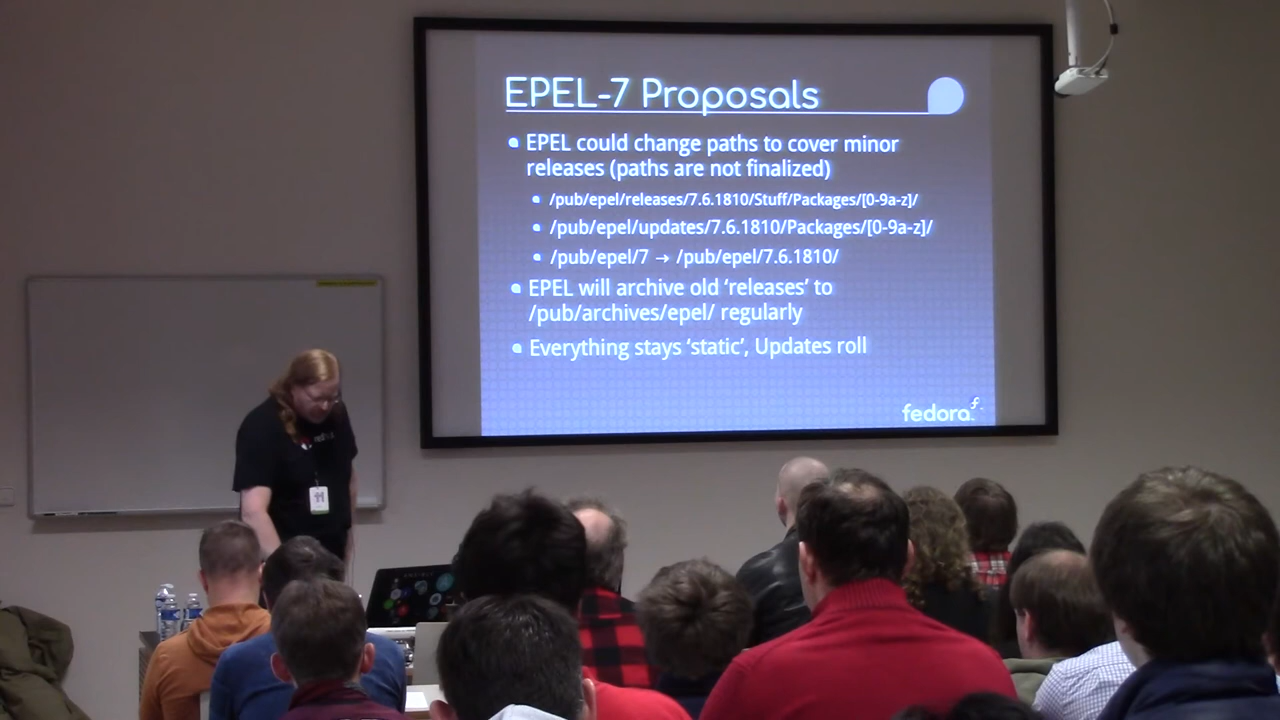 EPEL-7 Proposals
EPEL could change paths to cover minor
releases (paths are not finalized)
/pub/epel/releases/7.6.1810/Stuff/Packages/[0-9a-z]/
/pub/epel/updates/7.6.1810/Packages/[0-9a-z]/
/pub/epel/7 → /pub/epel/7.6.1810/
EPEL will archive old ‘releases’ to
/pub/archives/epel/ regularly
Everything stays ‘static’, Updates roll
fedora